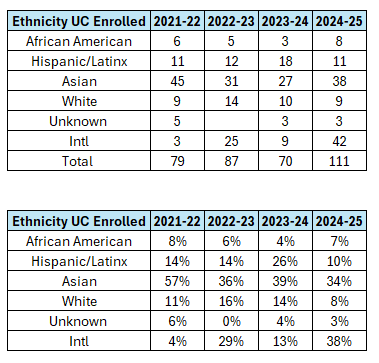 Ethnicity UC Enrolled 2021-22 2022-23 2023-24 2024-25
African American 6 5 3 8
Hispanic/Latinx 11 12 18 11
Asian 45 31 27 38
White 9 14 10 9
Unknown 5 3 3
Intl 3 25 9 42
Total 79 87 70 111
Ethnicity UC Enrolled 2021-22 2022-23 2023-24 2024-25
African American 8% 6% 4% 7%
Hispanic/Latinx 14% 14% 26% 10%
Asian 57% 36% 39% 34%
White 11% 16% 14% 8%
Unknown 6% 0% 4% 3%
Intl 4% 29% 13% 38%